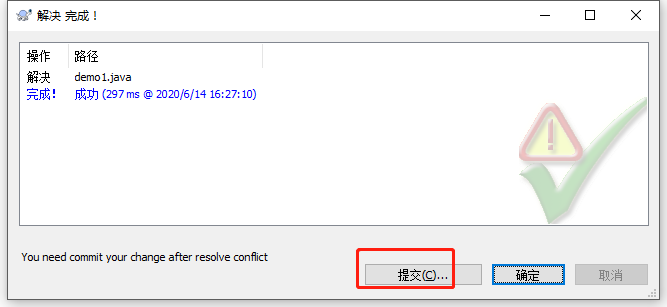 解决 完成！
操作 路径
解决 demo1.java
完成! 成功 (297 ms @ 2020/6/14 16:27:10)
You need commit your change after resolve conflict
提交(C)... 确定 取消